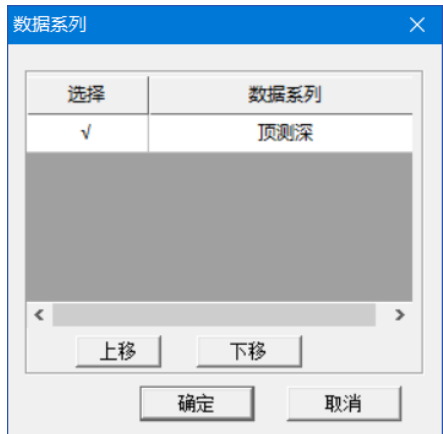 数据系列
选择 数据系列
√ 顶测深
上移 下移
确定 取消